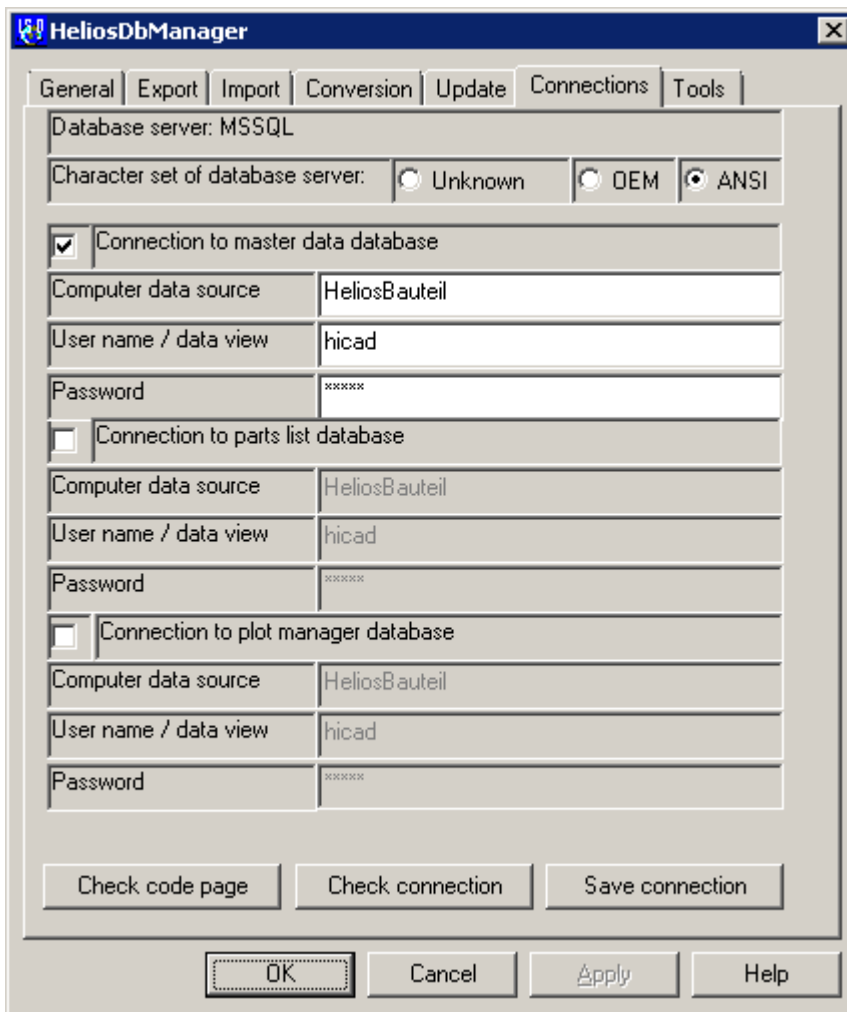 HeliosDbManager
General Export Import Conversion Update Connections Tools
Database server: MSSQL
Character set of database server: Unknown OEM ANSI
Connection to master data database
Computer data source HeliosBauteil
User name / data view hicad
Password *****
Connection to parts list database
Computer data source HeliosBauteil
User name / data view hicad
Password *****
Connection to plot manager database
Computer data source HeliosBauteil
User name / data view hicad
Password *****
Check code page Check connection Save connection
OK Cancel Apply Help